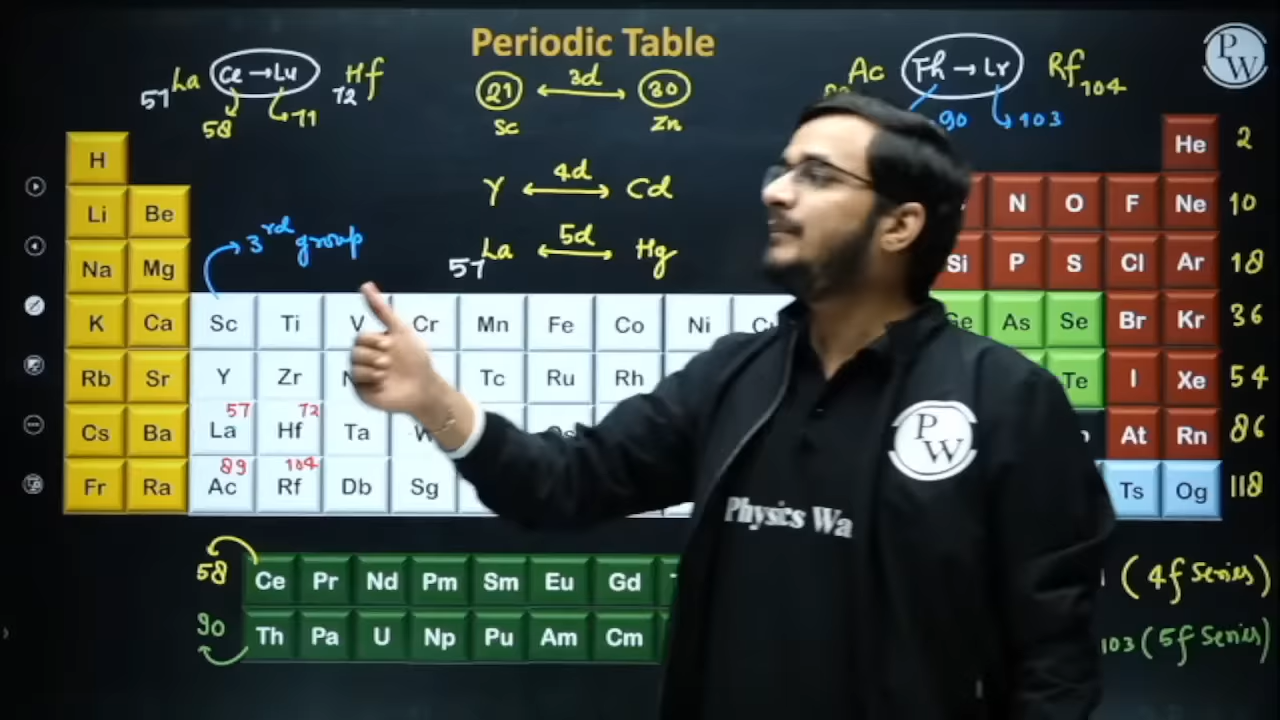 Periodic Table
P
W
57 La Ce → Lu 72 Hf
58 71
21 3d 30
Sc Zn
Ac Th → Lr Rf 104
90 103
Y 4d Cd
57 La 5d Hg
3rd group
H He 2
Li Be N O F Ne 10
Na Mg Si P S Cl Ar 18
K Ca Sc Ti V Cr Mn Fe Co Ni Ge As Se Br Kr 36
Rb Sr Y Zr Tc Ru Rh Te I Xe 54
57 72
Cs Ba La Hf Ta W At Rn 86
89 104
Fr Ra Ac Rf Db Sg Ts Og 118
P
W
Physics Wa
58 Ce Pr Nd Pm Sm Eu Gd (4f Series)
90 Th Pa U Np Pu Am Cm 103 (5f Series)